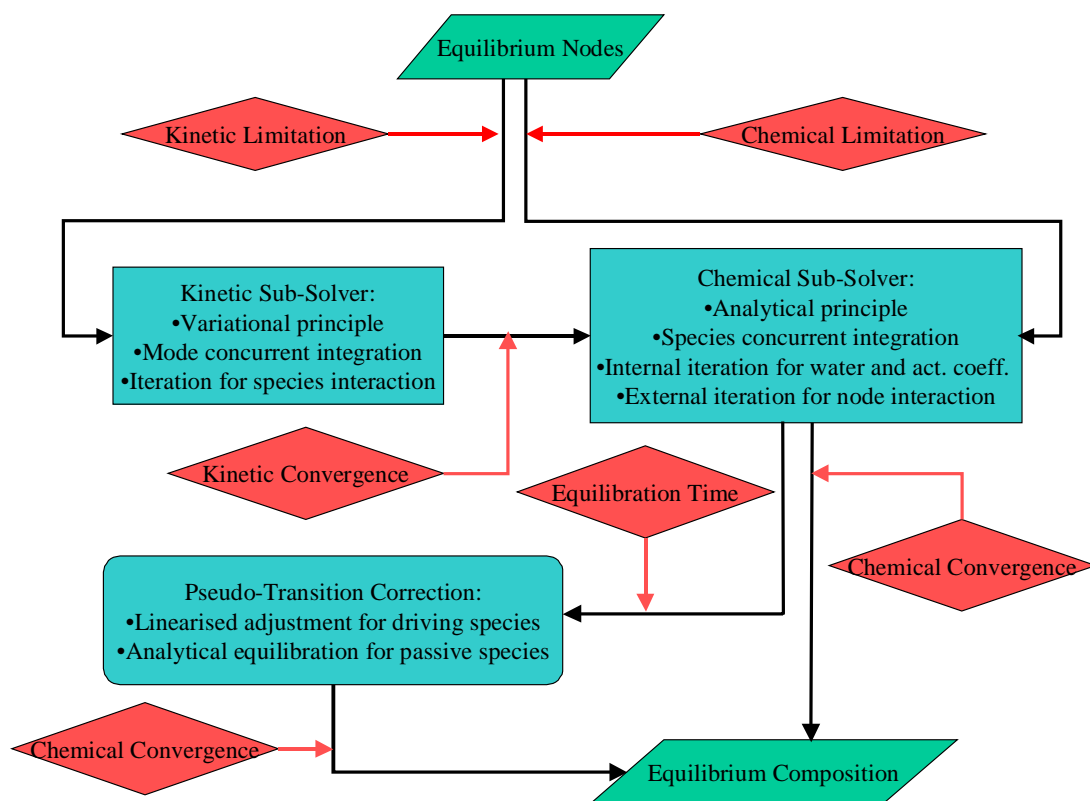 Equilibrium Nodes
Kinetic Limitation
Chemical Limitation
Kinetic Sub-Solver:
•Variational principle
•Mode concurrent integration
•Iteration for species interaction
Chemical Sub-Solver:
•Analytical principle
•Species concurrent integration
•Internal iteration for water and act. coeff.
•External iteration for node interaction
Kinetic Convergence
Equilibration Time
Chemical Convergence
Pseudo-Transition Correction:
•Linearised adjustment for driving species
•Analytical equilibration for passive species
Chemical Convergence
Equilibrium Composition